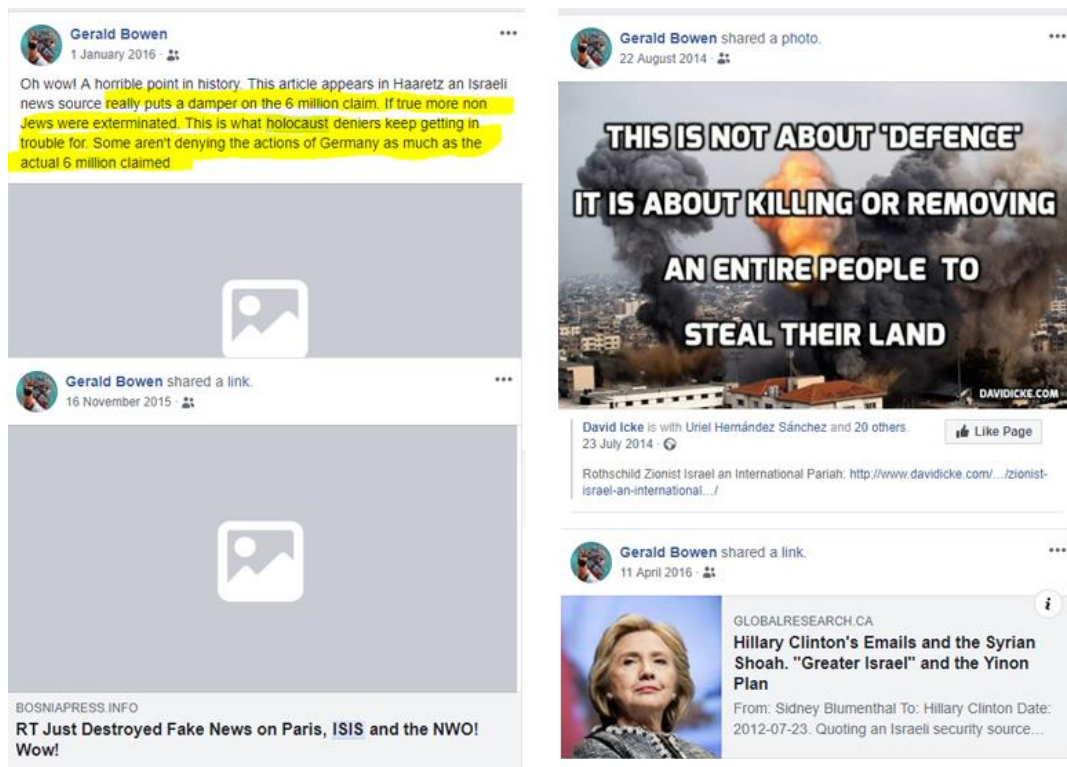 Gerald Bowen
1 January 2016
Oh wow! A horrible point in history. This article appears in Haaretz an Israeli
news source really puts a damper on the 6 million claim. If true more non
Jews were exterminated. This is what holocaust deniers keep getting in
trouble for. Some aren't denying the actions of Germany as much as the
actual 6 million claimed
Gerald Bowen shared a link.
16 November 2015
BOSNIAPRESS.INFO
RT Just Destroyed Fake News on Paris, ISIS and the NWO!
Wow!
Gerald Bowen shared a photo.
22 August 2014
THIS IS NOT ABOUT 'DEFENCE'
IT IS ABOUT KILLING OR REMOVING
AN ENTIRE PEOPLE TO
STEAL THEIR LAND
DAVIDICKE.COM
David Icke is with Uriel Hernández Sánchez and 20 others.
Like Page
23 July 2014
Rothschild Zionist Israel an International Pariah: http://www.davidicke.com/.../zionist-
israel-an-international.../
Gerald Bowen shared a link.
11 April 2016
GLOBALRESEARCH.CA
Hillary Clinton's Emails and the Syrian
Shoah. "Greater Israel" and the Yinon
Plan
From: Sidney Blumenthal To: Hillary Clinton Date:
2012-07-23. Quoting an Israeli security source...